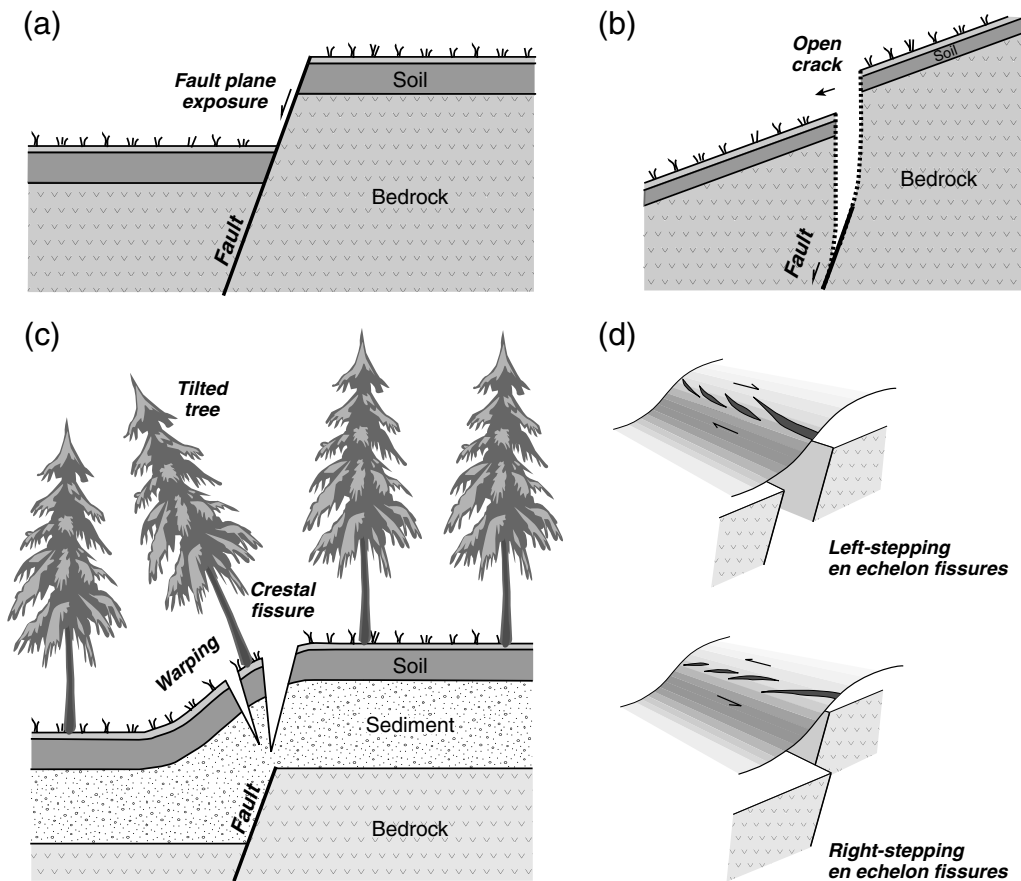 (a)
Fault plane
exposure
Soil
Bedrock
Fault
(b)
Open
crack
Soil
Bedrock
Fault
(c)
Tilted
tree
Crestal
fissure
Warping
Soil
Sediment
Fault
Bedrock
(d)
Left-stepping
en echelon fissures
Right-stepping
en echelon fissures